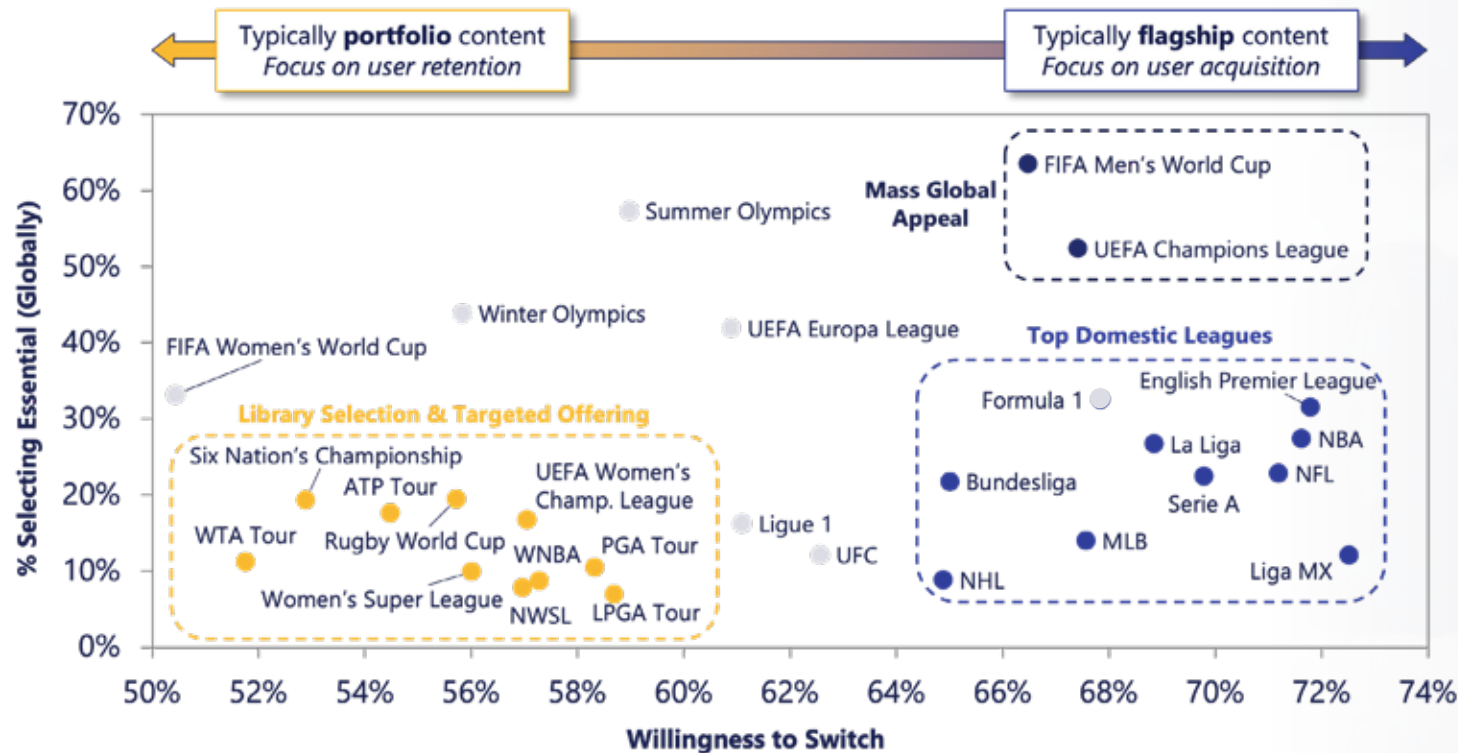 Typically portfolio content
Focus on user retention
Typically flagship content
Focus on user acquisition
% Selecting Essential (Globally)
70%
60%
50%
40%
30%
20%
10%
0%
FIFA Men's World Cup
Mass Global
Appeal
Summer Olympics
UEFA Champions League
Winter Olympics
UEFA Europa League
FIFA Women's World Cup
Top Domestic Leagues
English Premier League
Formula 1
Library Selection & Targeted Offering
Six Nation's Championship
ATP Tour
UEFA Women's
Champ. League
La Liga
NBA
Bundesliga
NFL
Serie A
WTA Tour
Rugby World Cup
WNBA
PGA Tour
Ligue 1
UFC
MLB
Liga MX
NHL
Women's Super League
NWSL
LPGA Tour
50%
52%
54%
56%
58%
60%
62%
64%
66%
68%
70%
72%
74%
Willingness to Switch